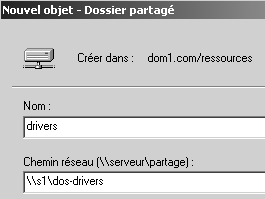 Nouvel objet - Dossier partagé
Créer dans : dom1.com/ressources
Nom :
drivers
Chemin réseau (\\serveur\partage) :
\\s1\dos-drivers